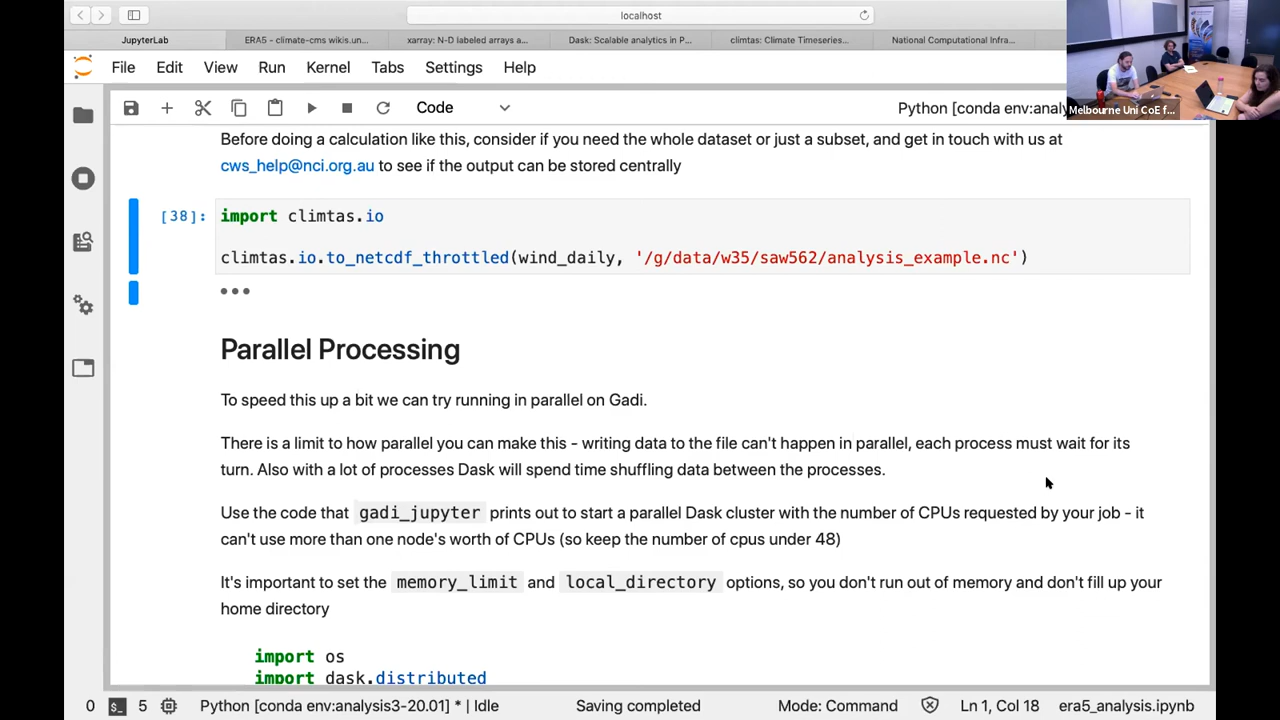 localhost
JupyterLab
ERA5 - climate-cms wikis.un...
xarray: N-D labeled arrays a...
Dask: Scalable analytics in P...
climtas: Climate Timeseries...
National Computational Infra...
File Edit View Run Kernel Tabs Settings Help
Code
Python [conda env:analy
Melbourne Uni CoE f...
Before doing a calculation like this, consider if you need the whole dataset or just a subset, and get in touch with us at
cws_help@nci.org.au to see if the output can be stored centrally
[38]: import climtas.io
climtas.io.to_netcdf_throttled(wind_daily, '/g/data/w35/saw562/analysis_example.nc')
Parallel Processing
To speed this up a bit we can try running in parallel on Gadi.
There is a limit to how parallel you can make this - writing data to the file can't happen in parallel, each process must wait for its
turn. Also with a lot of processes Dask will spend time shuffling data between the processes.
Use the code that gadi_jupyter prints out to start a parallel Dask cluster with the number of CPUs requested by your job - it
can't use more than one node's worth of CPUs (so keep the number of cpus under 48)
It's important to set the memory_limit and local_directory options, so you don't run out of memory and don't fill up your
home directory
import os
import dask.distributed
0 5 Python [conda env:analysis3-20.01] * | Idle Saving completed Mode: Command Ln 1, Col 18 era5_analysis.ipynb